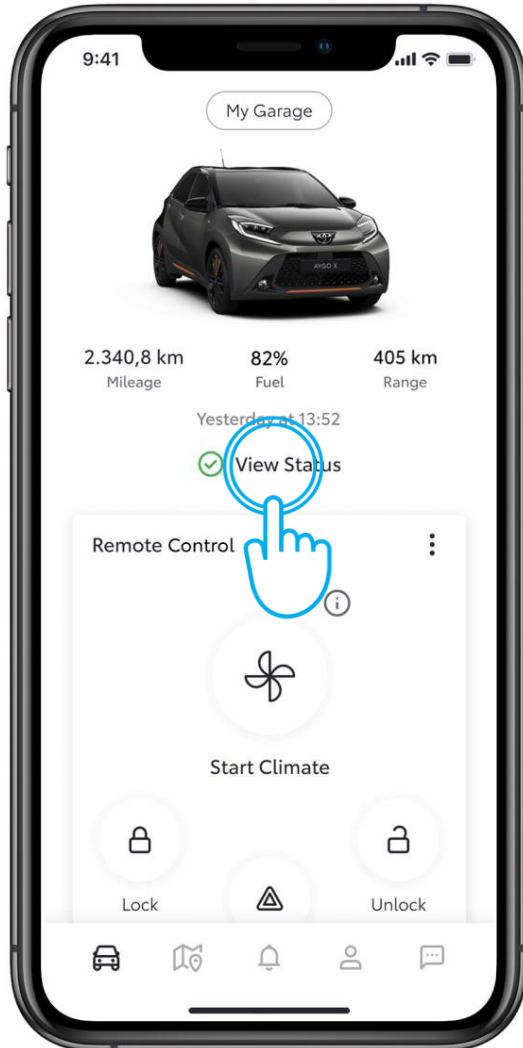 9:41
My Garage
AYGO X
2.340,8 km 82% 405 km
Mileage Fuel Range
Yesterday at 13:52
View Status
Remote Control
Start Climate
Lock Unlock